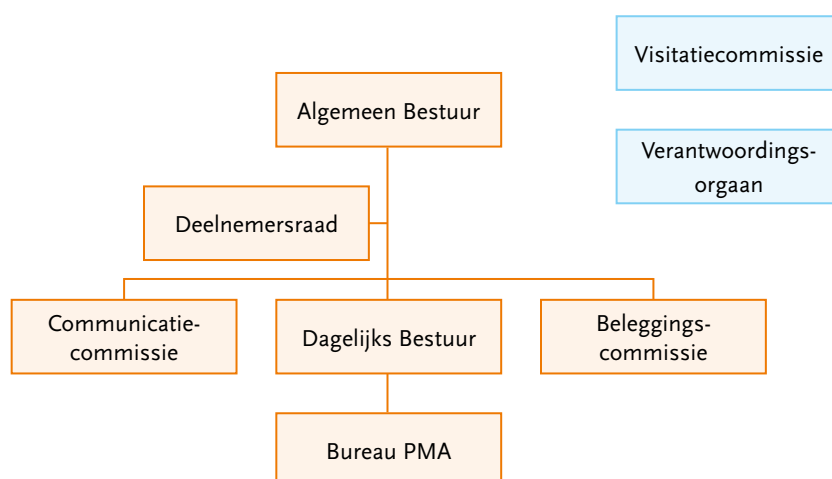 Visitatiecommissie
Algemeen Bestuur
Verantwoordings-
orgaan
Deelnemersraad
Communicatie-
commissie
Dagelijks Bestuur
Beleggings-
commissie
Bureau PMA